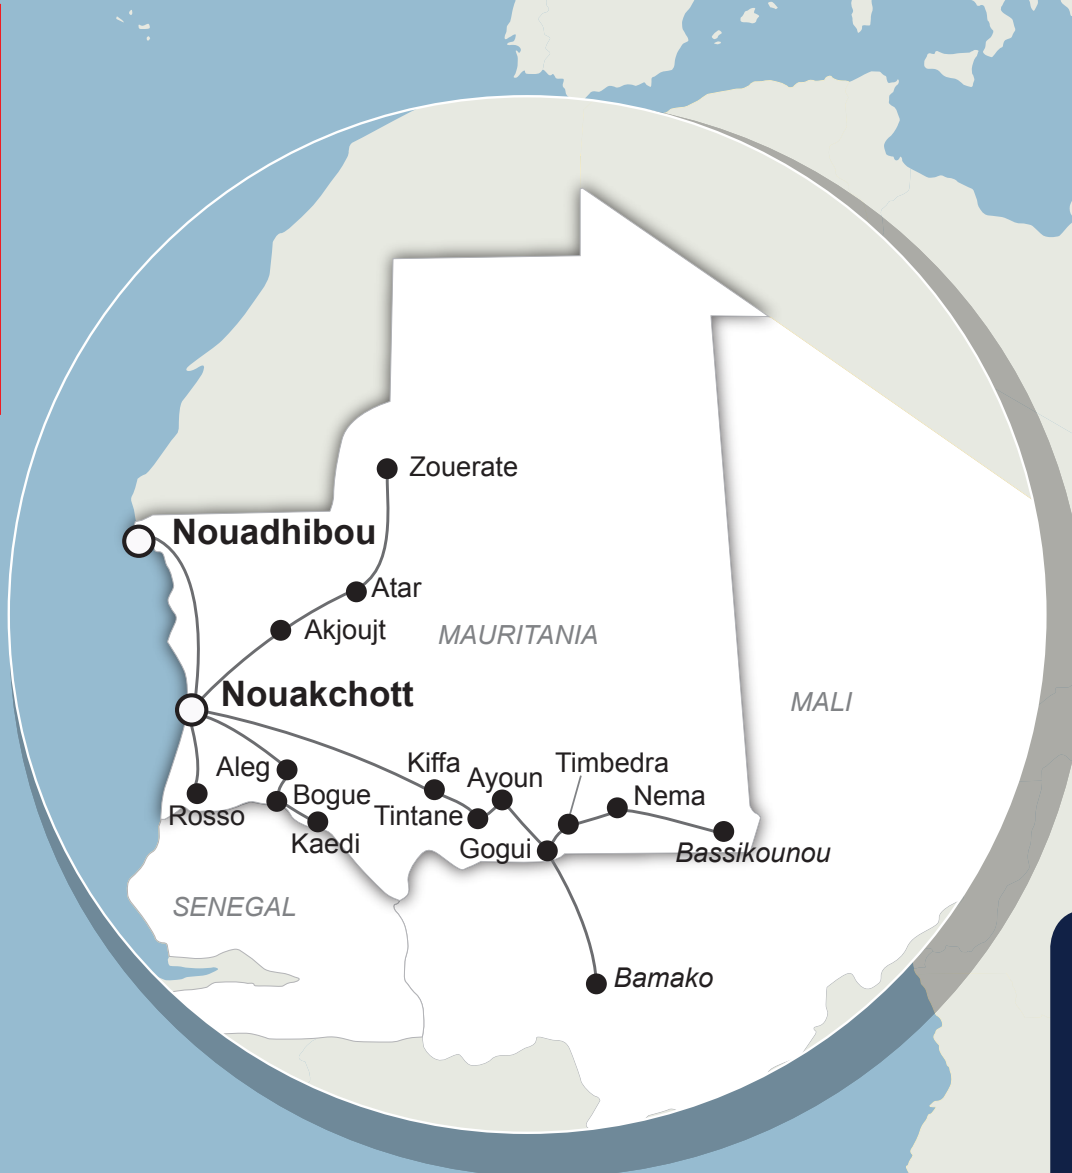 Zouerate
Nouadhibou
Atar
Akjoujt
MAURITANIA
Nouakchott
MALI
Kiffa
Timbedra
Aleg
Ayoun
Bogue
Nema
Rosso
Tintane
Kaedi
Gogui
Bassikounou
SENEGAL
Bamako